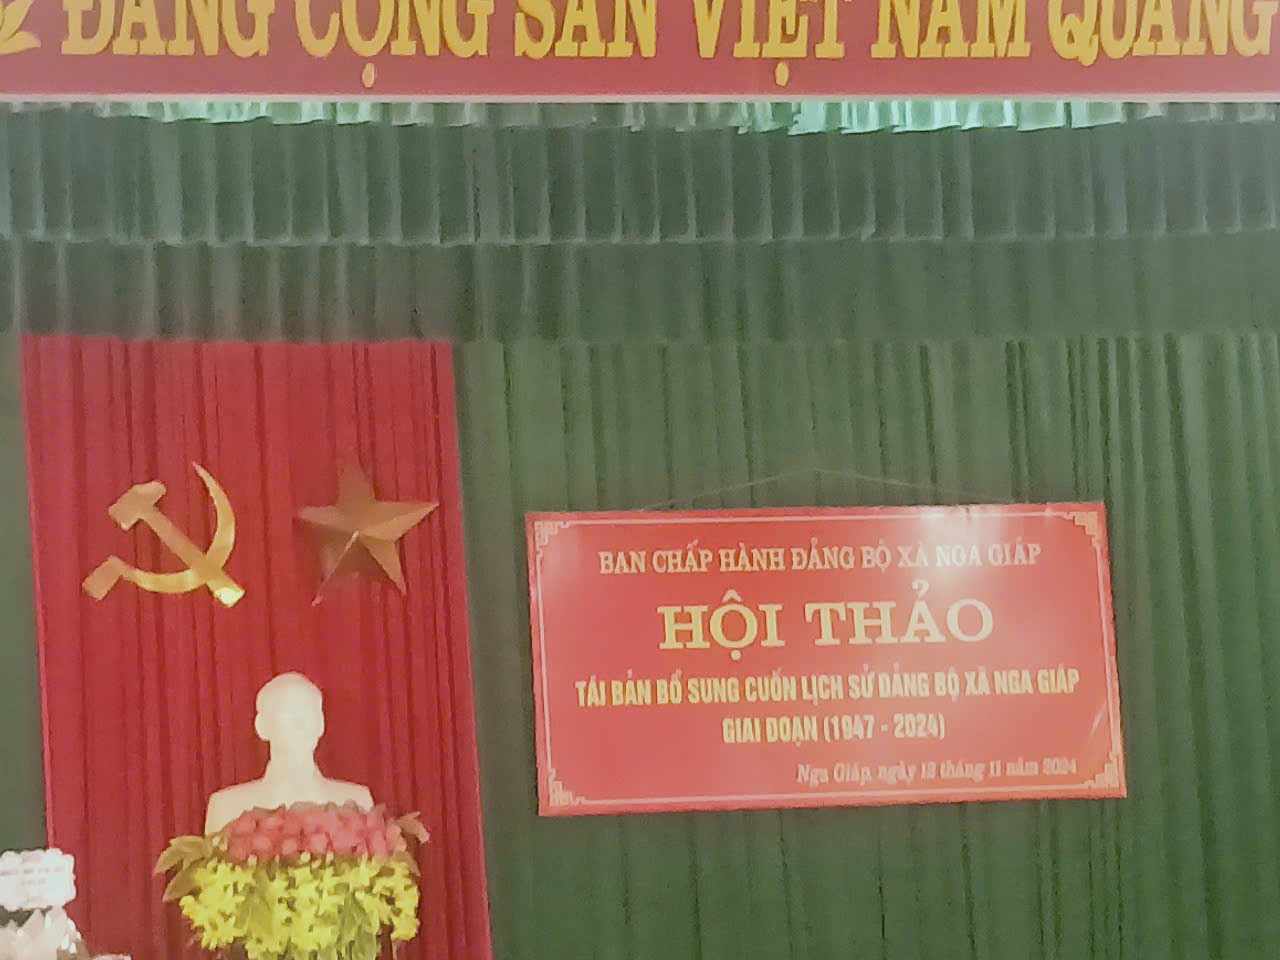 ĐẢNG CỘNG SẢN VIỆT NAM QUANG
BAN CHẤP HÀNH ĐẢNG BỘ XÃ NGA GIÁP
HỘI THẢO
TÁI BẢN BỔ SUNG CUỐN LỊCH SỬ ĐẢNG BỘ XÃ NGA GIÁP
GIAI ĐOẠN (1947 - 2024)
Nga Giáp, ngày 12 tháng 11 năm 2024